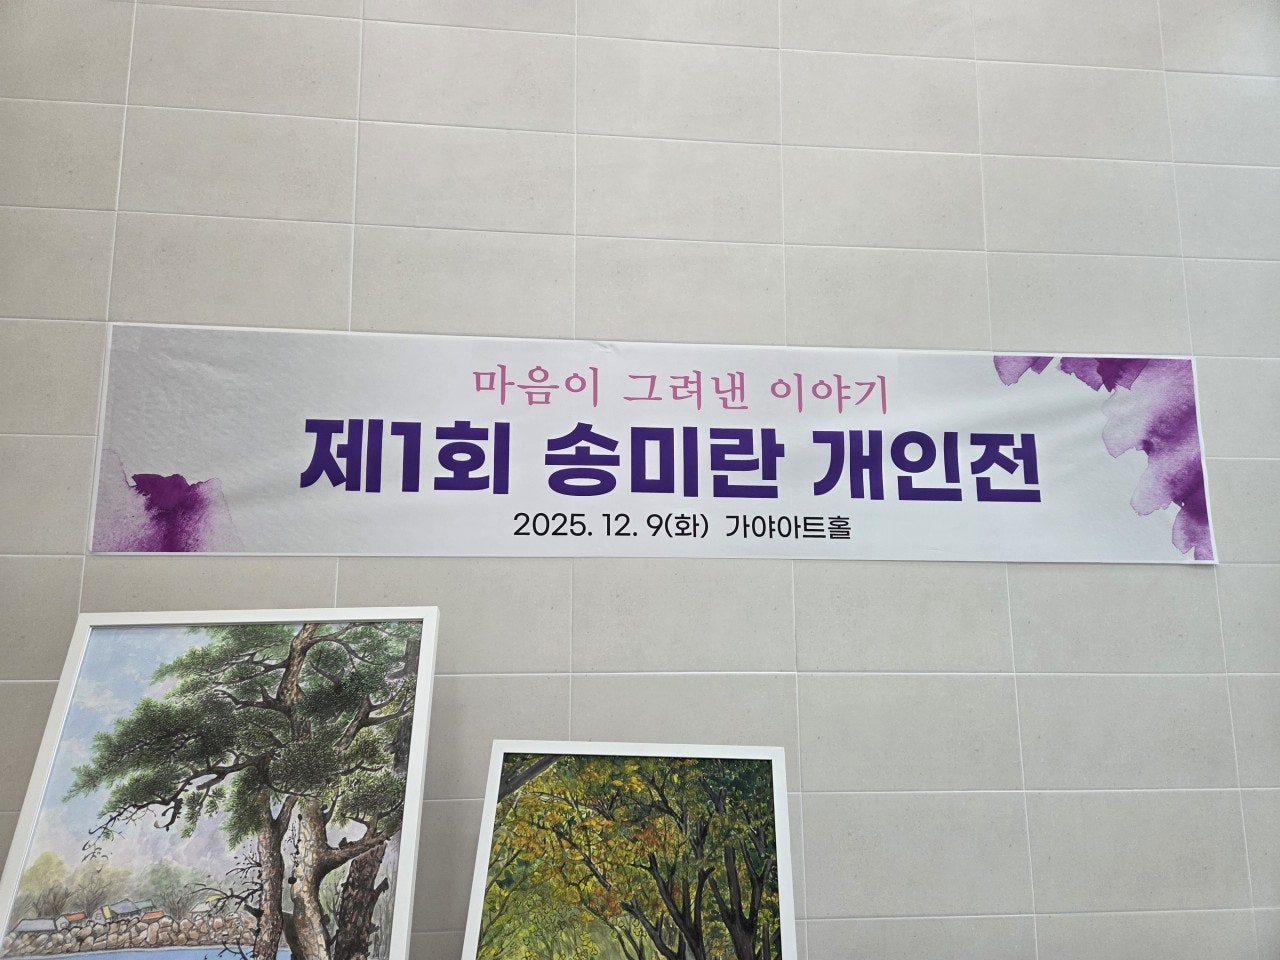 마음이 그려낸 이야기
제1회 송미란 개인전
2025. 12. 9(화) 가야아트홀